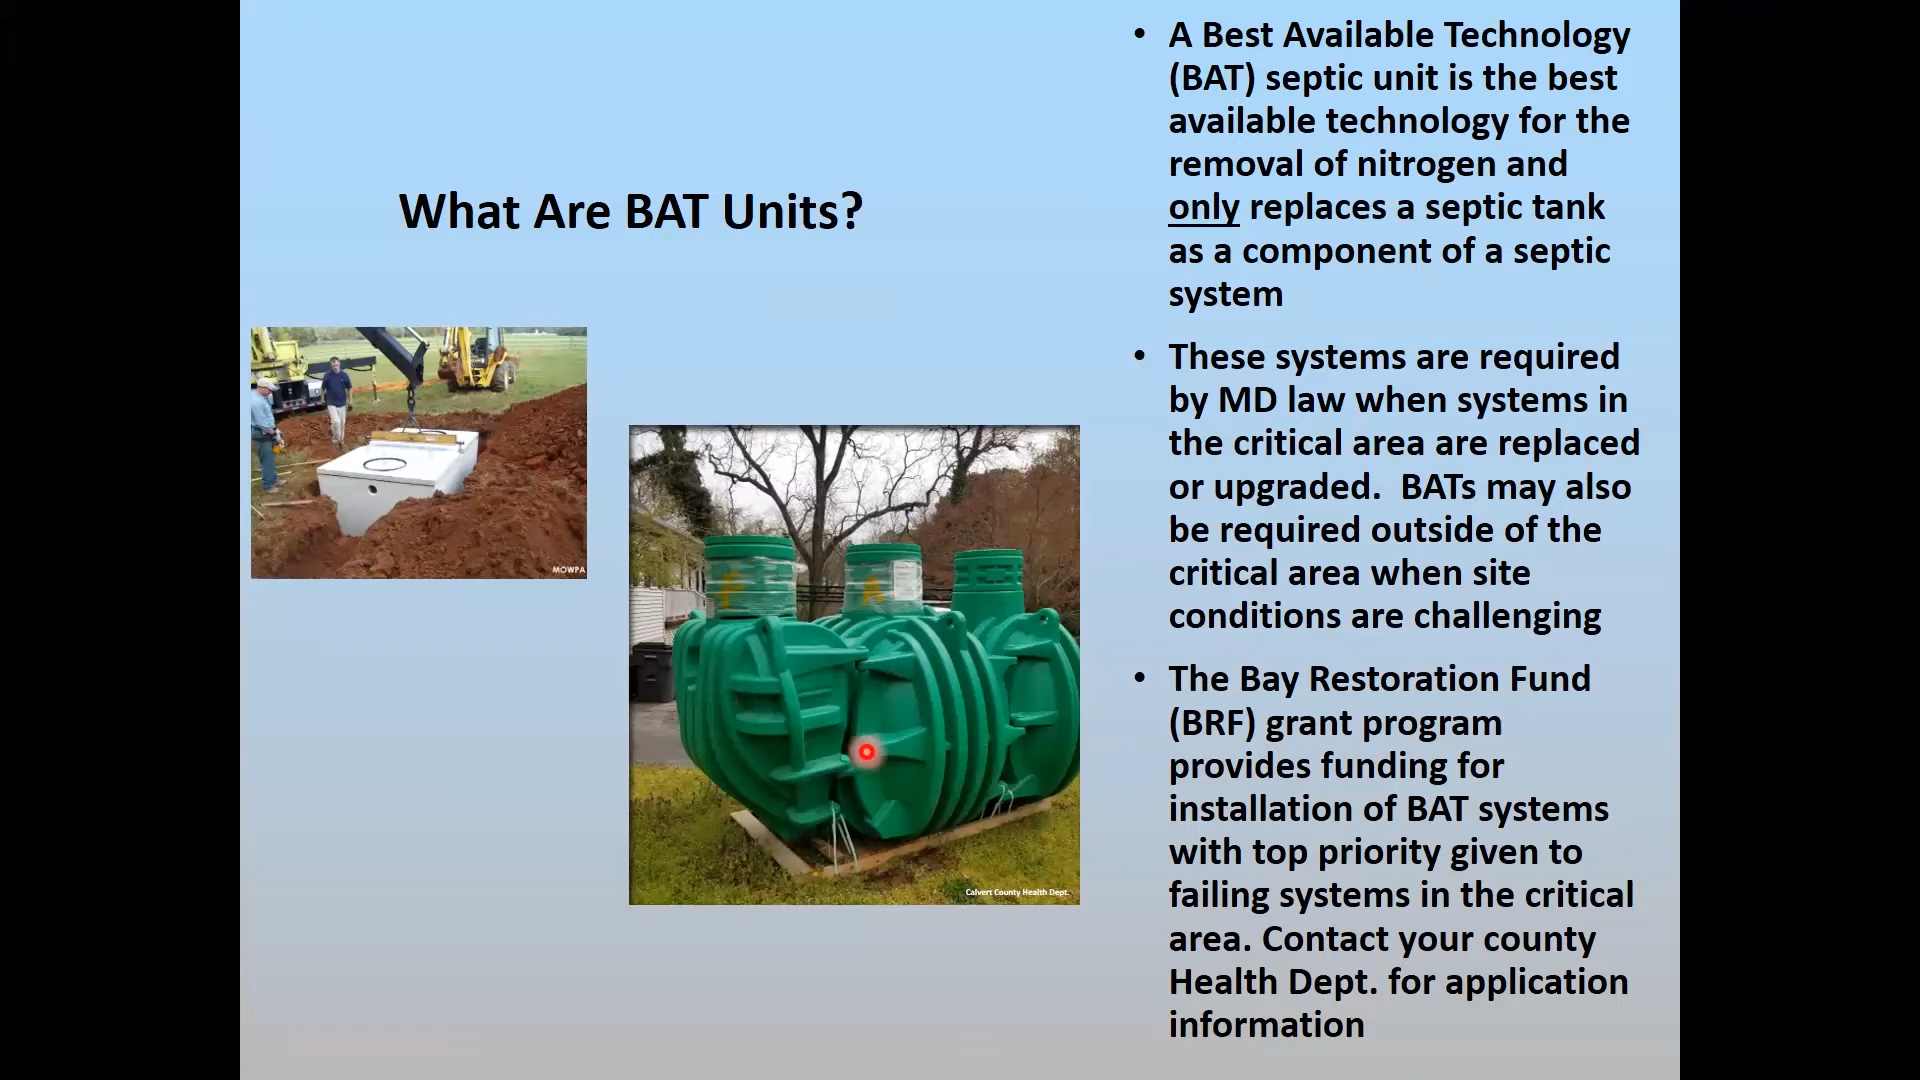 What Are BAT Units?
• A Best Available Technology
(BAT) septic unit is the best
available technology for the
removal of nitrogen and
only replaces a septic tank
as a component of a septic
system
• These systems are required
by MD law when systems in
the critical area are replaced
or upgraded.  BATs may also
be required outside of the
critical area when site
conditions are challenging
• The Bay Restoration Fund
(BRF) grant program
provides funding for
installation of BAT systems
with top priority given to
failing systems in the critical
area. Contact your county
Health Dept. for application
information
MOWPA
F
A
Calvert County Health Dept.